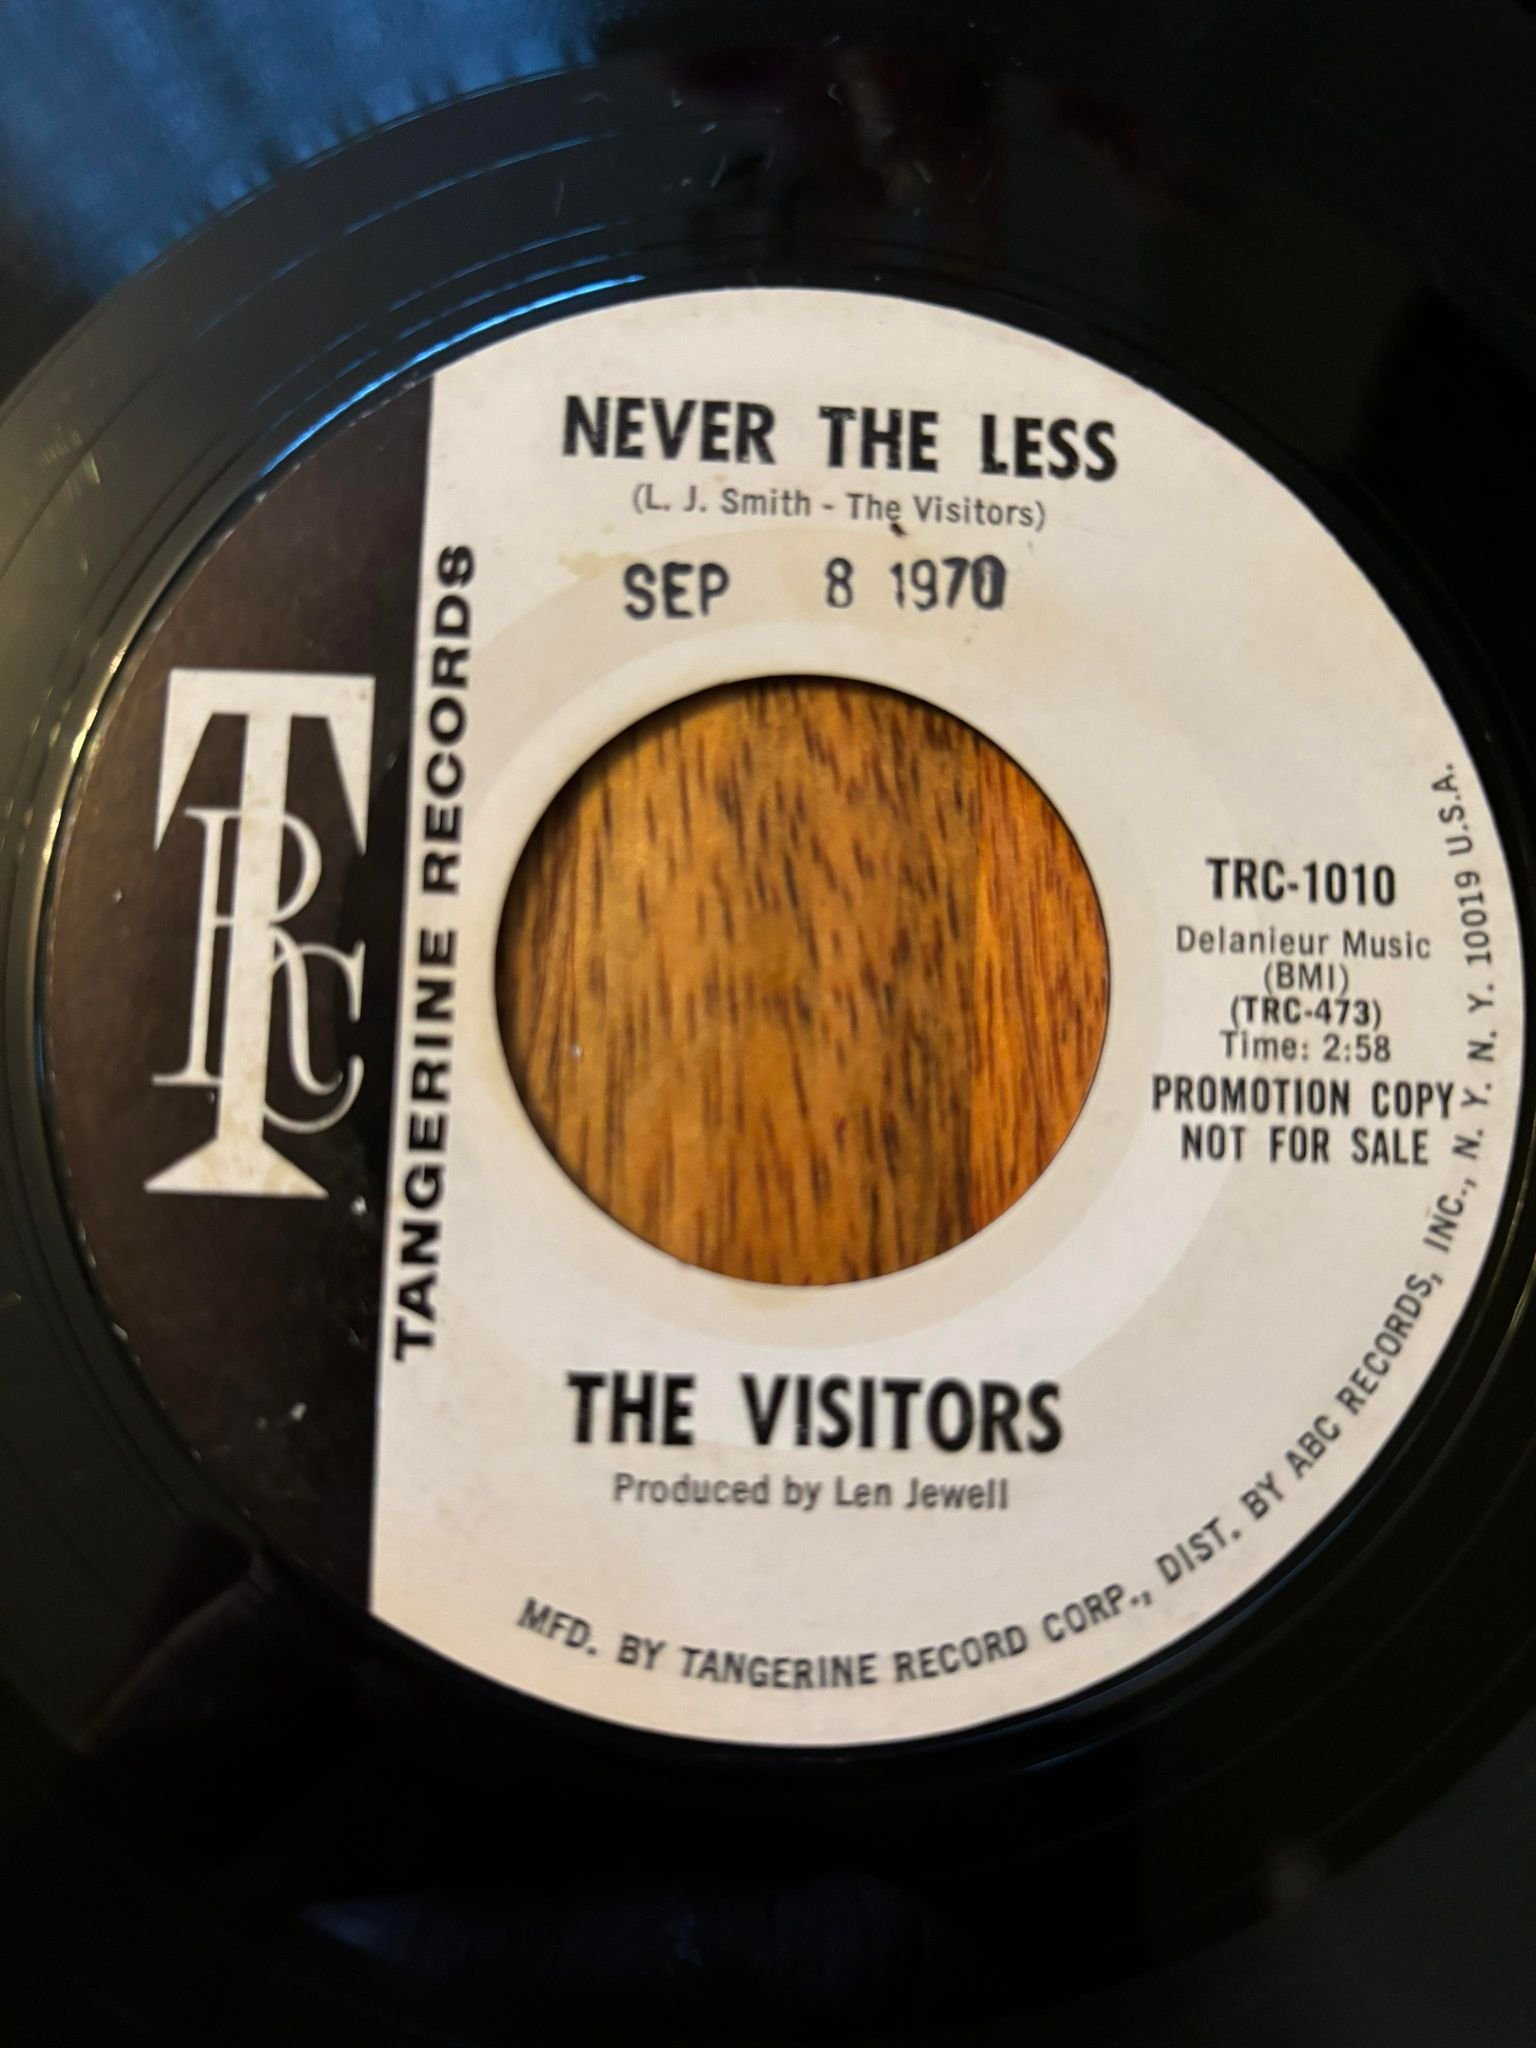 NEVER THE LESS
(L. J. Smith - The Visitors)
SEP 8 1970
TRC
TANGERINE RECORDS
TRC-1010
Delanieur Music
(BMI)
(TRC-473)
Time: 2:58
PROMOTION COPY
NOT FOR SALE
THE VISITORS
Produced by Len Jewell
MFD. BY TANGERINE RECORD CORP., DIST. BY ABC RECORDS, INC., N. Y. N. Y. 10019 U.S.A.